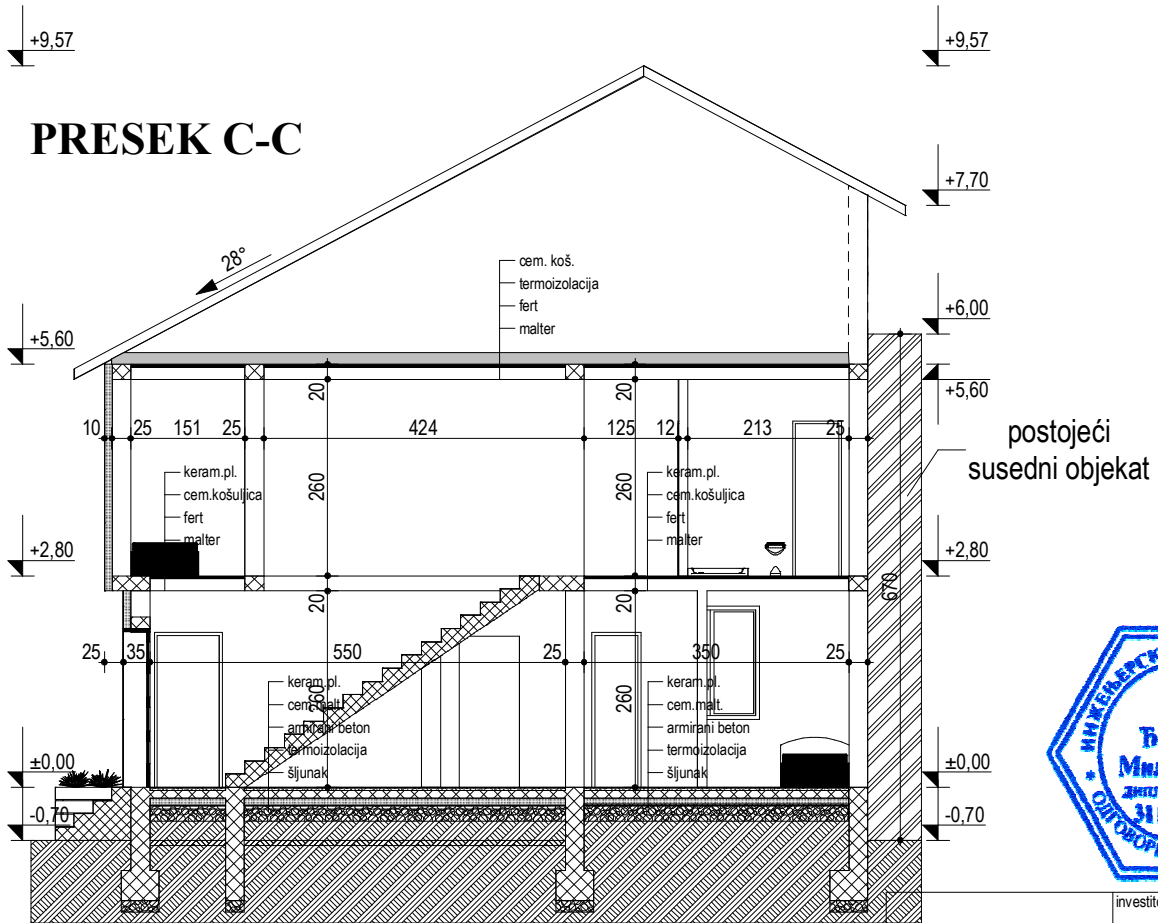 +9,57
+9,57
PRESEK C-C
+7,70
28°
cem. koš.
termoizolacija
fert
malter
+6,00
+5,60
+5,60
20
20
10
25
151
25
424
125
12
213
25
postojeći
susedni objekat
keram.pl.
cem.košuljica
fert
malter
260
keram.pl.
cem.košuljica
fert
malter
260
+2,80
+2,80
670
20
20
25
35
550
25
350
25
keram.pl.
cem.malt.
armirani beton
termoizolacija
šljunak
260
keram.pl.
cem.malt.
armirani beton
termoizolacija
šljunak
260
±0,00
±0,00
-0,70
-0,70